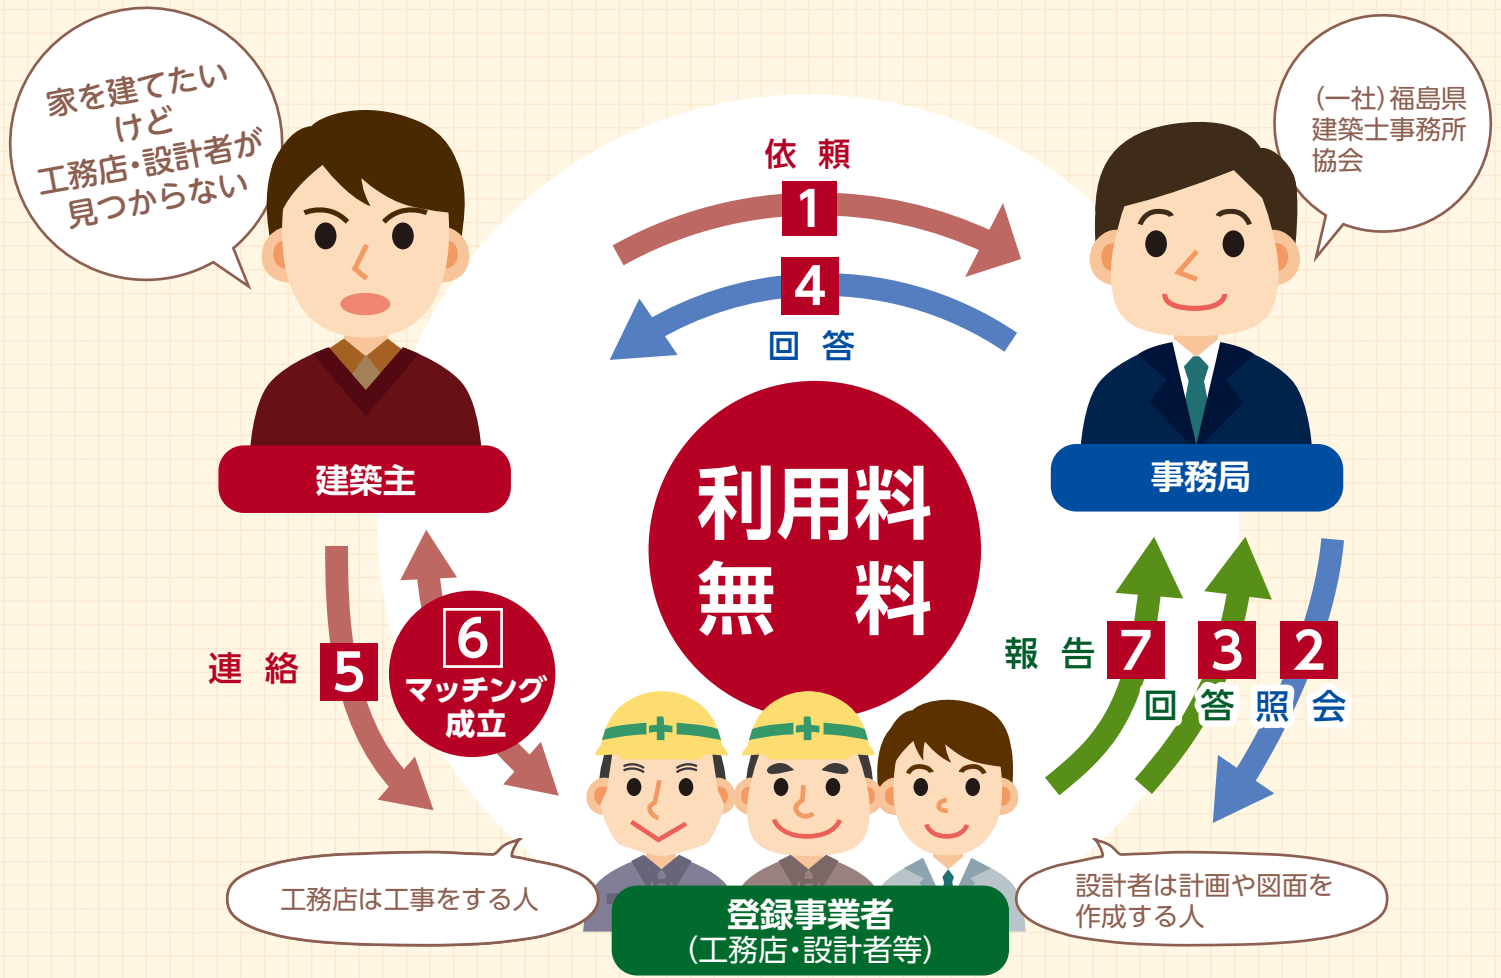 家を建てたい
けど
工務店・設計者が
見つからない
(一社)福島県
建築士事務所
協会
依頼
1
4
回答
建築主
事務局
利用料
無料
連絡
5
6
マッチング
成立
報告
7
3
2
回答
照会
工務店は工事をする人
設計者は計画や図面を
作成する人
登録事業者
(工務店・設計者等)